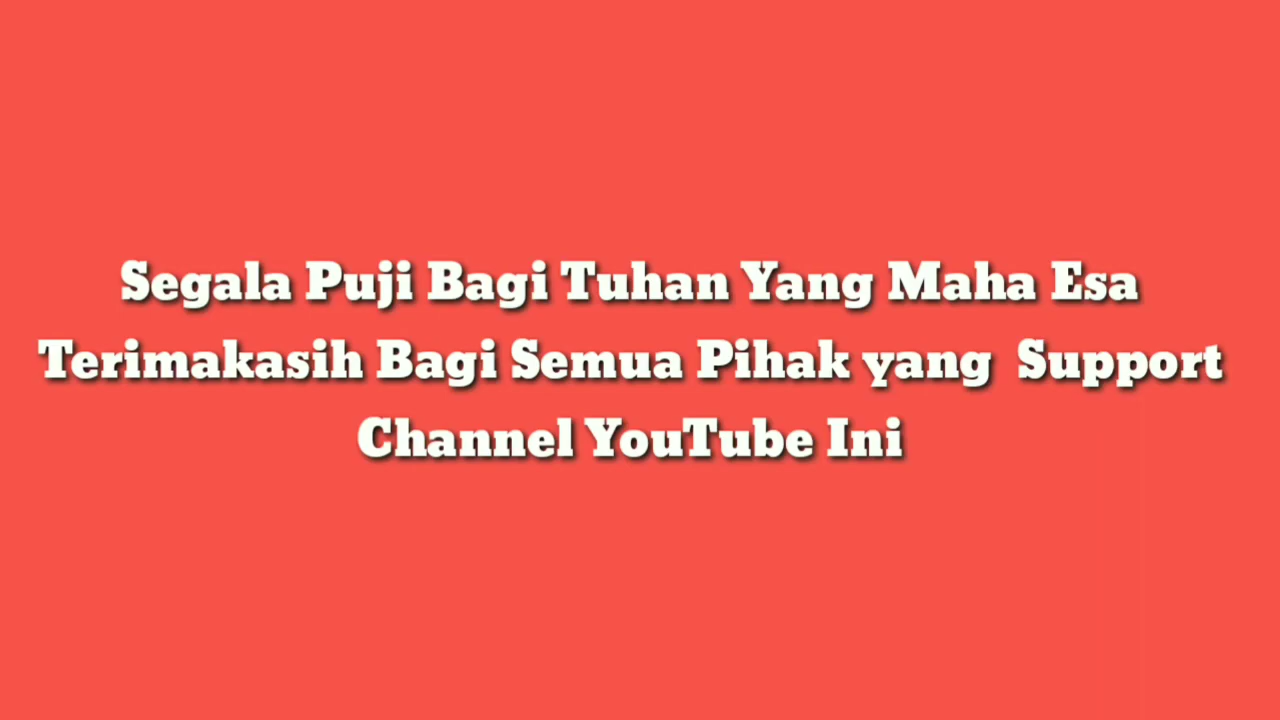 Segala Puji Bagi Tuhan Yang Maha Esa
Terimakasih Bagi Semua Pihak yang  Support
Channel YouTube Ini